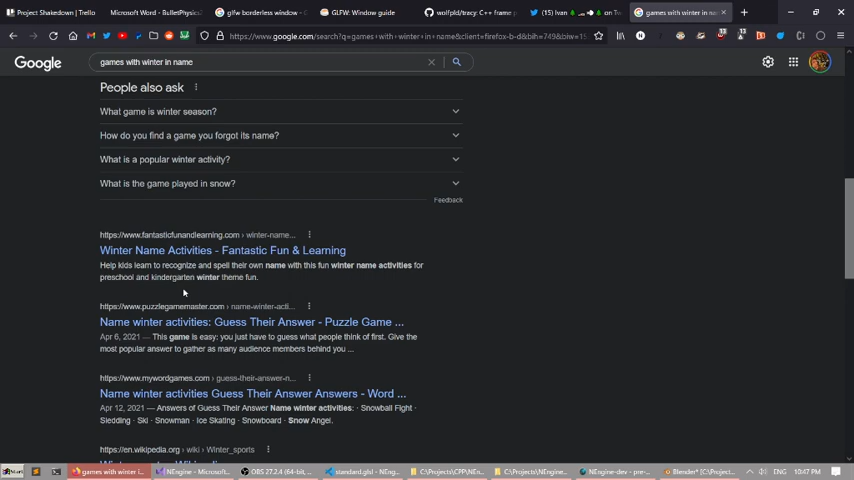 Project Shakedown | Trello
Microsoft Word - BulletPhysics
glfw borderless window - G
GLFW: Window guide
wolfpld/tracy: C++ frame
(15) Ivan on Tw
games with winter in na
https://www.google.com/search?q=games+with+winter+in+name&client=firefox-b-d&bih=749&biw=15
Google
games with winter in name
People also ask
What game is winter season?
How do you find a game you forgot its name?
What is a popular winter activity?
What is the game played in snow?
Feedback
https://www.fantasticfunandlearning.com › winter-name...
Winter Name Activities - Fantastic Fun & Learning
Help kids learn to recognize and spell their own name with this fun winter name activities for
preschool and kindergarten winter theme fun.
https://www.puzzlegamemaster.com › name-winter-acti...
Name winter activities: Guess Their Answer - Puzzle Game ...
Apr 6, 2021 — This game is easy: you just have to guess what people think of first. Give the
most popular answer to gather as many audience members behind you ...
https://www.mywordgames.com › guess-their-answer-n...
Name winter activities Guess Their Answer Answers - Word ...
Apr 12, 2021 — Answers of Guess Their Answer Name winter activities: · Snowball Fight ·
Sledding · Ski · Snowman · Ice Skating · Snowboard · Snow Angel.
https://en.wikipedia.org › wiki › Winter_sports
Start
games with winter i...
NEngine - Microsoft...
OBS 27.2.4 (64-bit, ...
standard.glsl - NEng...
C:\Projects\CPP\NEn...
C:\Projects\NEngine...
NEngine-dev - pre-...
Blender* [C:\Project...
ENG
10:47 PM